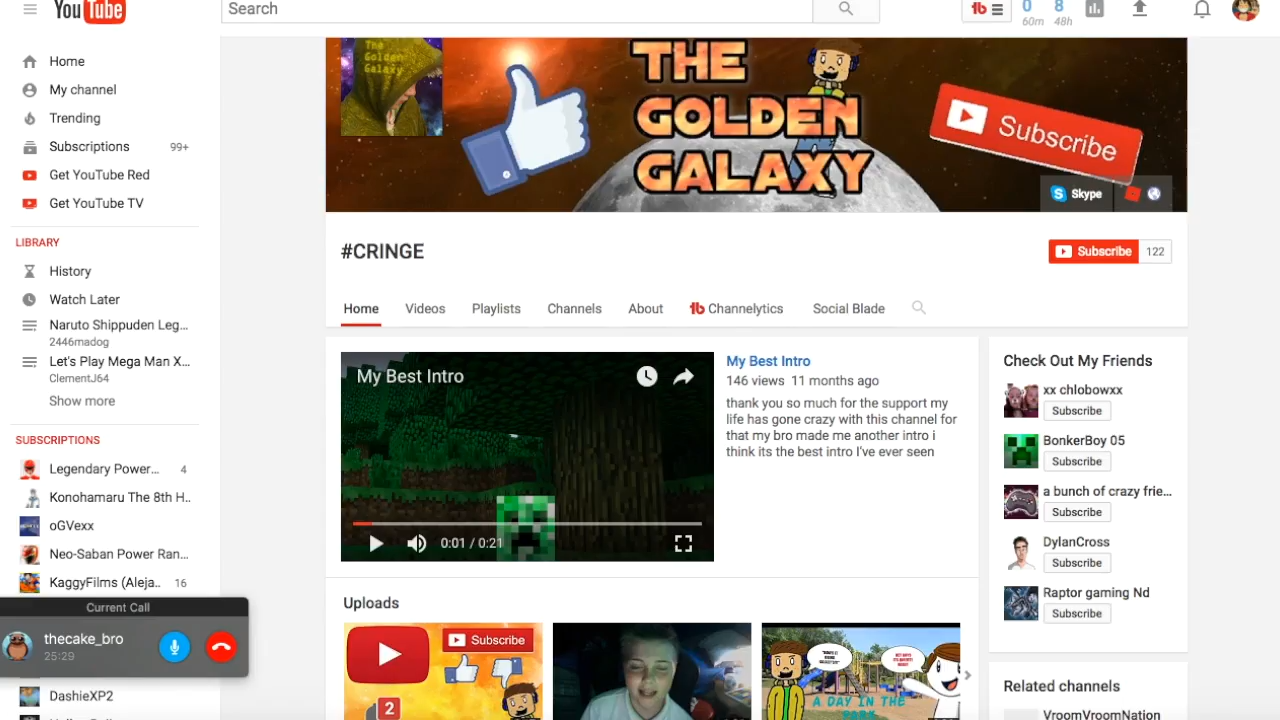 YouTube
Search
0
60m
8
48h
Home
My channel
Trending
Subscriptions 99+
Get YouTube Red
Get YouTube TV
LIBRARY
History
Watch Later
Naruto Shippuden Leg...
2446madog
Let's Play Mega Man X...
ClementJ64
Show more
SUBSCRIPTIONS
Legendary Power... 4
Konohamaru The 8th H..
oGVexx
Neo-Saban Power Ran...
KaggyFilms (Aleja.. 16
Current Call
thecake_bro
25:29
DashieXP2
The
Golden
Galaxy
THE
GOLDEN
GALAXY
Subscribe
Skype
#CRINGE
Subscribe 122
Home Videos Playlists Channels About Channelytics Social Blade
My Best Intro
0:01 / 0:21
My Best Intro
146 views 11 months ago
thank you so much for the support my
life has gone crazy with this channel for
that my bro made me another intro i
think its the best intro I've ever seen
Uploads
Subscribe
2
A DAY IN THE
PARK
Check Out My Friends
xx chlobowxx
Subscribe
BonkerBoy 05
Subscribe
a bunch of crazy frie...
Subscribe
DylanCross
Subscribe
Raptor gaming Nd
Subscribe
Related channels
VroomVroomNation